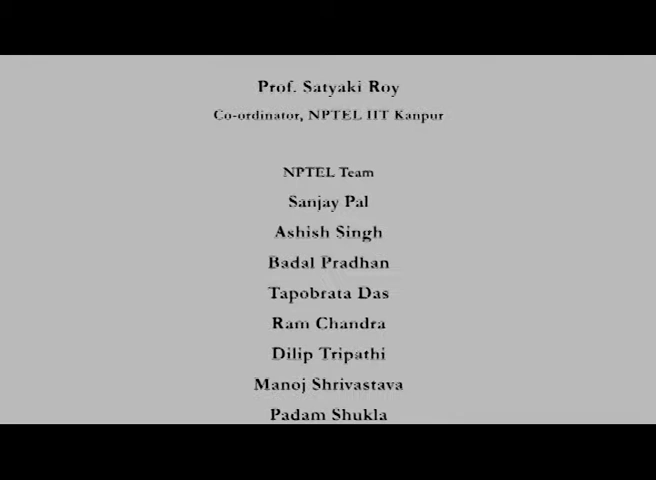 Prof. Satyaki Roy
Co-ordinator, NPTEL IIT Kanpur
NPTEL Team
Sanjay Pal
Ashish Singh
Badal Pradhan
Tapobrata Das
Ram Chandra
Dilip Tripathi
Manoj Shrivastava
Padam Shukla